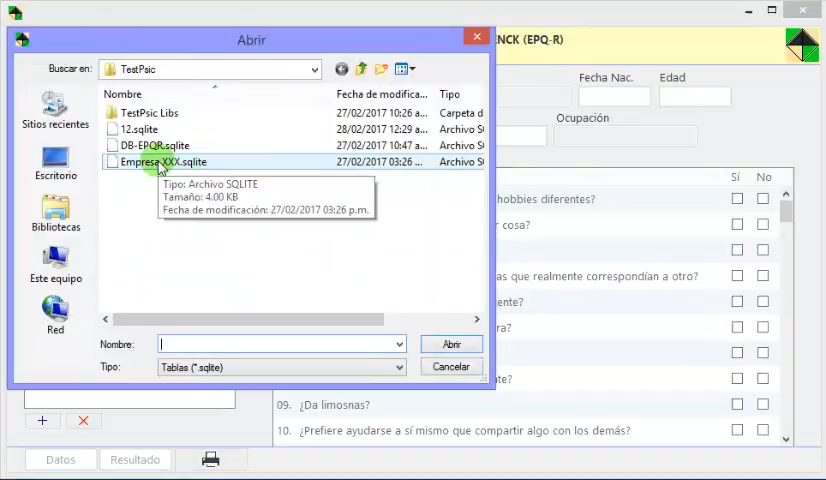 Abrir
NCK (EPQ-R)
Buscar en:
TestPsic
Fecha Nac.
Edad
Nombre
Fecha de modifica...
Tipo
TestPsic Libs
27/02/2017 10:26 a...
Carpeta d
Sitios recientes
12.sqlite
28/02/2017 12:29 a...
Archivo SQ
Ocupación
DB-EPQR.sqlite
27/02/2017 10:47 a...
Archivo SQ
Empresa XXX.sqlite
27/02/2017 03:26 ...
Archivo SQ
Escritorio
Tipo: Archivo SQLITE
Tamaño: 4.00 KB
Fecha de modificación: 27/02/2017 03:26 p.m.
Sí
No
hobbies diferentes?
Bibliotecas
r cosa?
Este equipo
as que realmente correspondían a otro?
ente?
Red
ra?
Nombre:
Abrir
Tipo:
Tablas (*.sqlite)
Cancelar
te?
09. ¿Da limosnas?
10. ¿Prefiere ayudarse a sí mismo que compartir algo con los demás?
Datos
Resultado